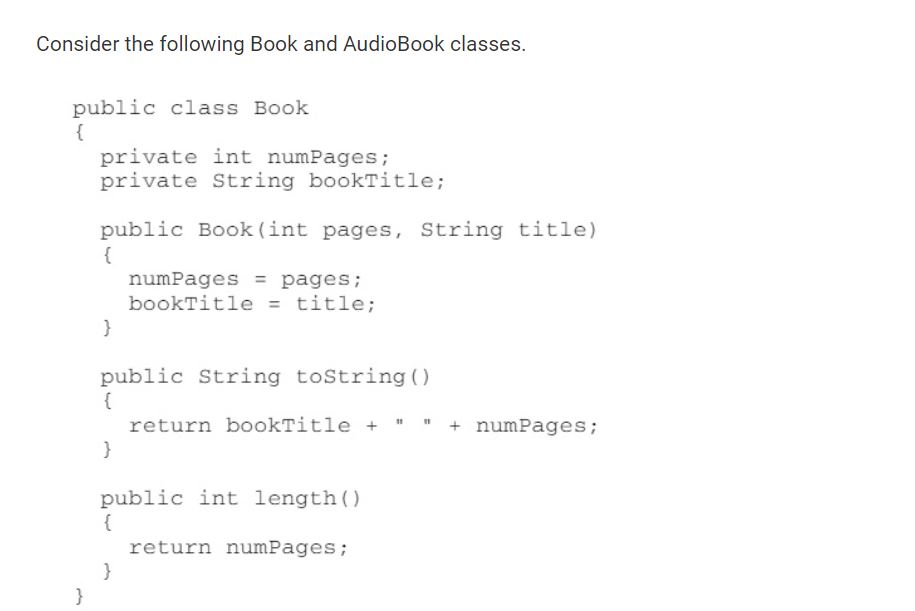 Consider the following Book and AudioBook classes.
public class Book
{
private int numPages;
private String bookTitle;
public Book(int pages, String title)
{
numPages = pages;
bookTitle = title;
}
public String toString()
{
return bookTitle + " " + numPages;
}
public int length()
{
return numPages;
}
}